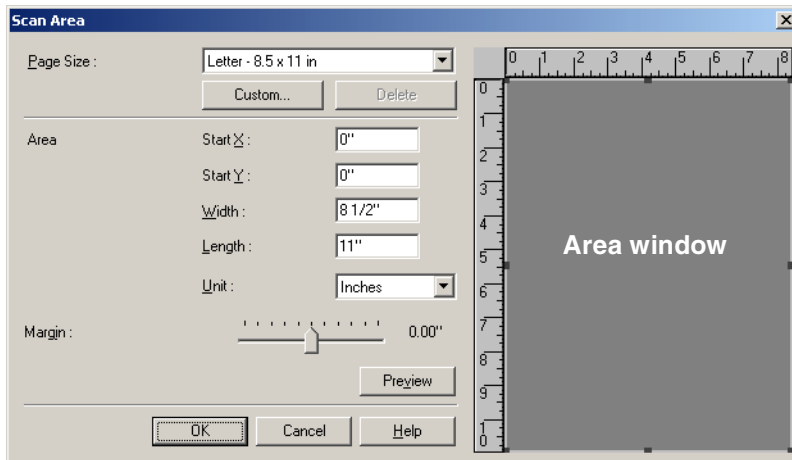 Scan Area
Page Size :
Letter - 8.5 x 11 in
Custom...
Delete
Area
Start X :
0"
Start Y :
0"
Width :
8 1/2"
Length :
11"
Unit :
Inches
Margin :
0.00"
Preview
OK
Cancel
Help
0 1 2 3 4 5 6 7 8
0
1
2
3
4
5
6
7
8
9
10
Area window